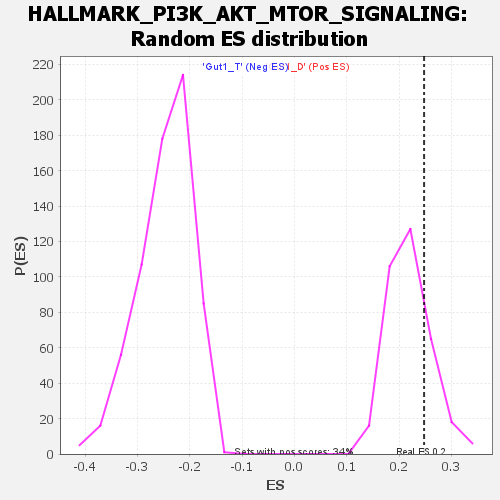 HALLMARK_PI3K_AKT_MTOR_SIGNALING:
Random ES distribution
'Gut1_T' (Neg ES) I_D' (Pos ES)
P(ES)
220
200
180
160
140
120
100
80
60
40
20
0
Sets with pos scores: 34%
Real ES 0.2
-0.4 -0.3 -0.2 -0.1 0.0 0.1 0.2 0.3
ES